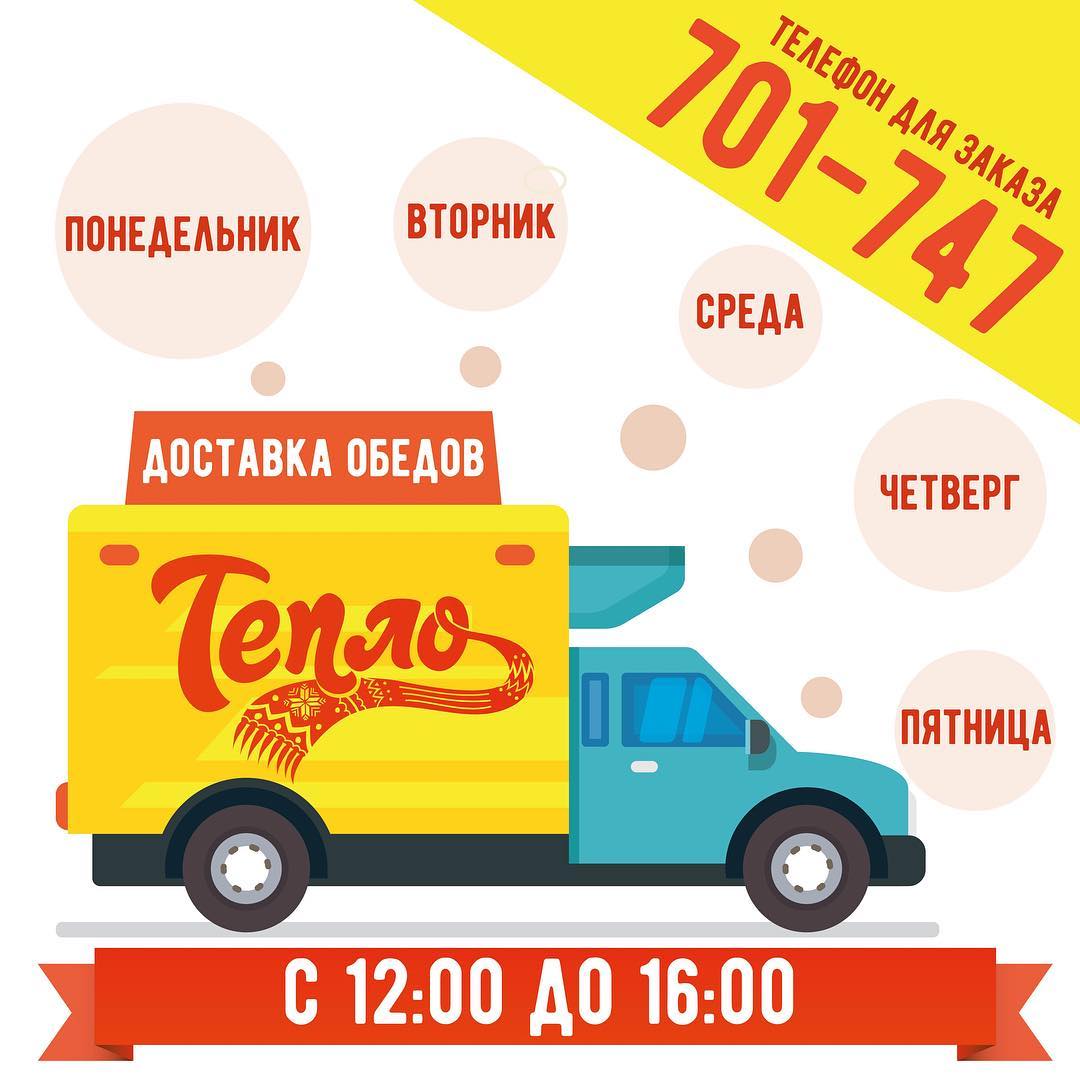 ТЕЛЕФОН ДЛЯ ЗАКАЗА
701-747
ПОНЕДЕЛЬНИК
ВТОРНИК
СРЕДА
ЧЕТВЕРГ
ПЯТНИЦА
ДОСТАВКА ОБЕДОВ
Тепло
С 12:00 ДО 16:00